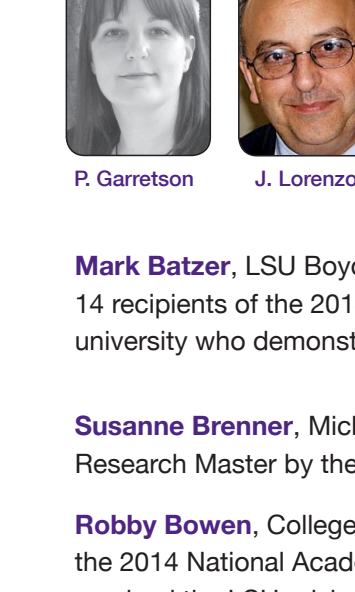 P. Garretson J. Lorenzo
Mark Batzer, LSU Boyd
14 recipients of the 201
university who demonst
Susanne Brenner, Mich
Research Master by the
Robby Bowen, College
the 2014 National Acade